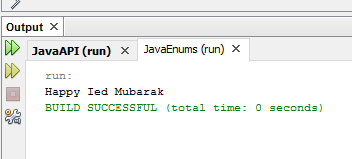 Output
JavaAPI (run) JavaEnums (run)
run:
Happy Ied Mubarak
BUILD SUCCESSFUL (total time: 0 seconds)